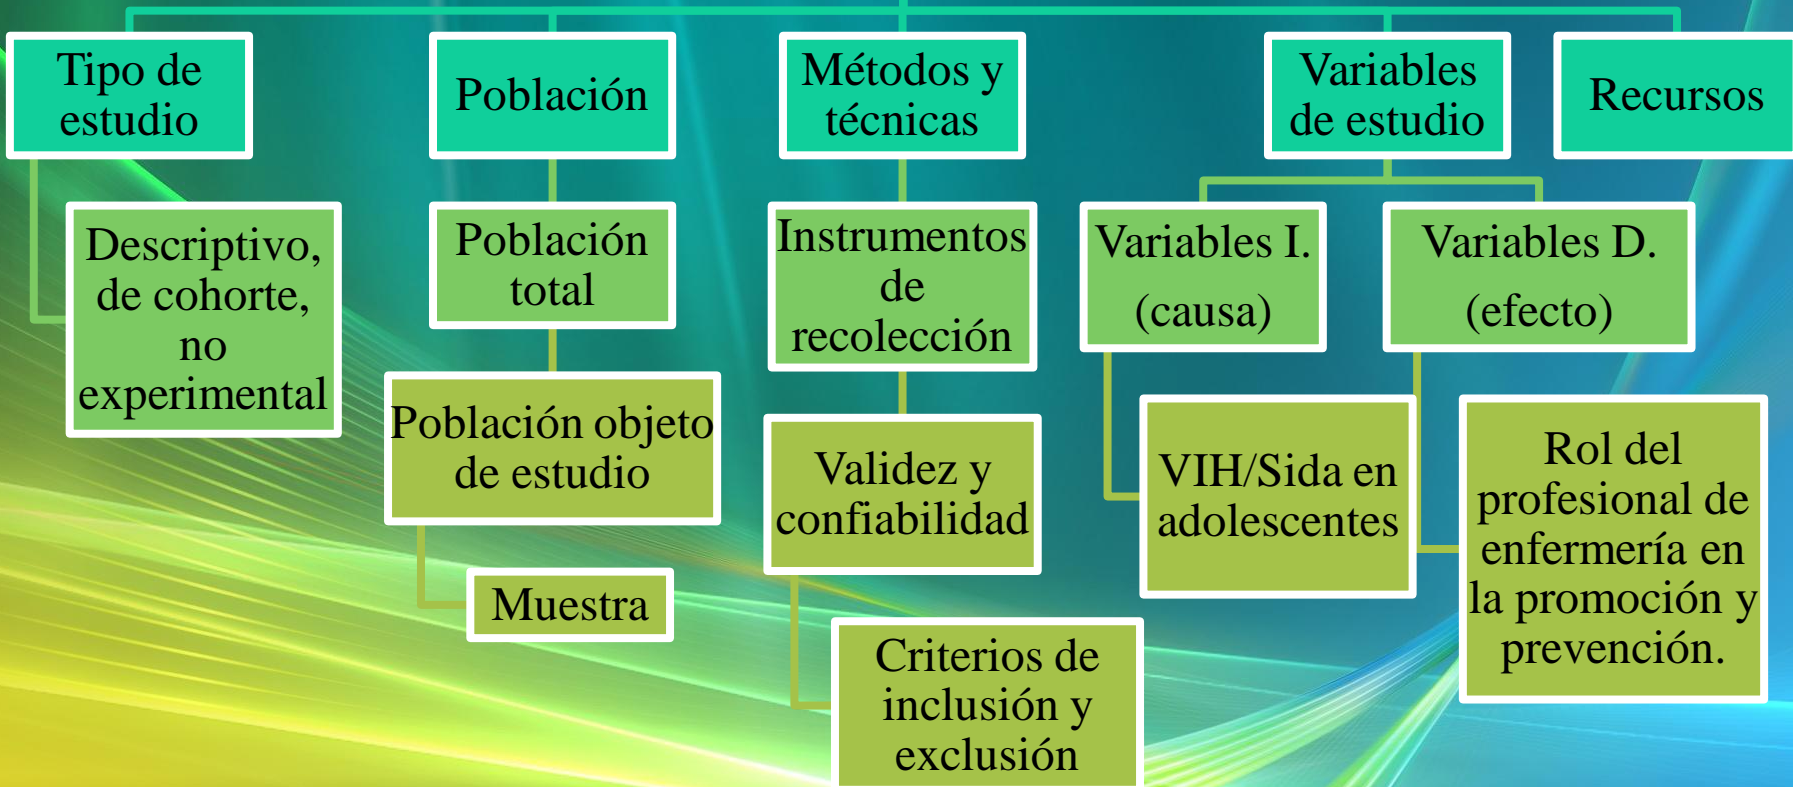 Tipo de
estudio
Población
Métodos y
técnicas
Variables
de estudio
Recursos
Descriptivo,
de cohorte,
no
experimental
Población
total
Población objeto
de estudio
Muestra
Instrumentos
de
recolección
Validez y
confiabilidad
Criterios de
inclusión y
exclusión
Variables I.
(causa)
VIH/Sida en
adolescentes
Variables D.
(efecto)
Rol del
profesional de
enfermería en
la promoción y
prevención.